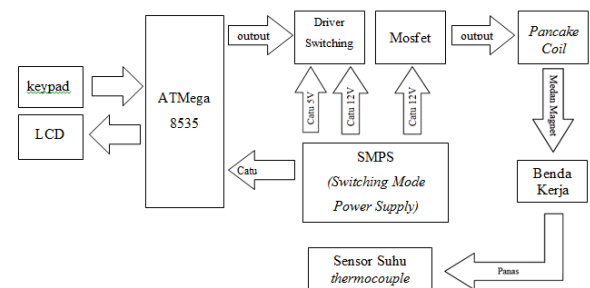 keypad
LCD
ATMega
8535
output
Driver
Switching
Mosfet
output
Pancake
Coil
Catu 5V
Catu 12V
Catu 12V
Medan Magnet
Catu
SMPS
(Switching Mode
Power Supply)
Benda
Kerja
Sensor Suhu
thermocouple
Panas